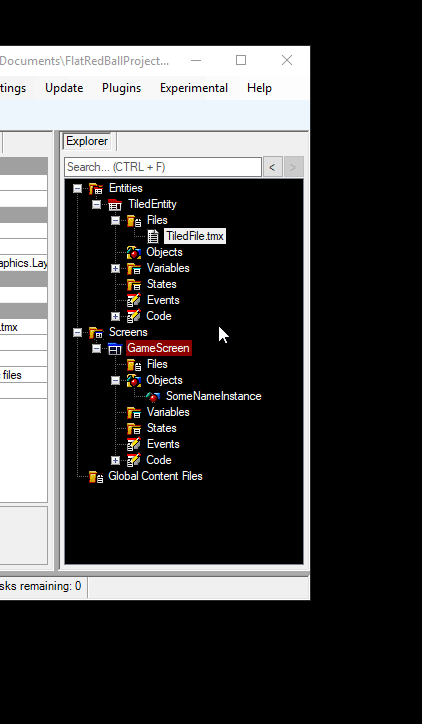 Documents\FlatRedBallProject...
tings Update Plugins Experimental Help
Explorer
Search... (CTRL + F) < >
Entities
TiledEntity
Files
TiledFile.tmx
Objects
aphics.Lay
Variables
States
Events
Code
.tmx
Screens
GameScreen
Files
files
Objects
SomeNameInstance
Variables
States
Events
Code
Global Content Files
sks remaining: 0